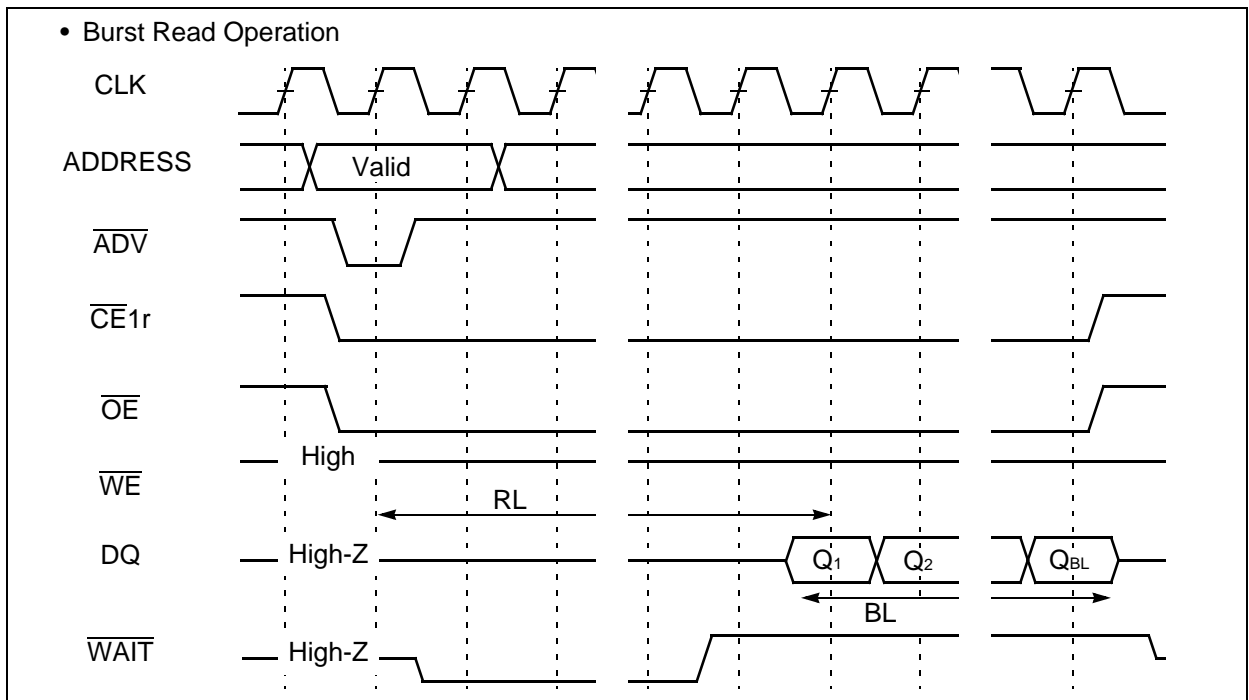 • Burst Read Operation
CLK
ADDRESS
Valid
ADV
CE1r
OE
High
WE
RL
DQ
High-Z
Q1
Q2
QBL
BL
WAIT
High-Z